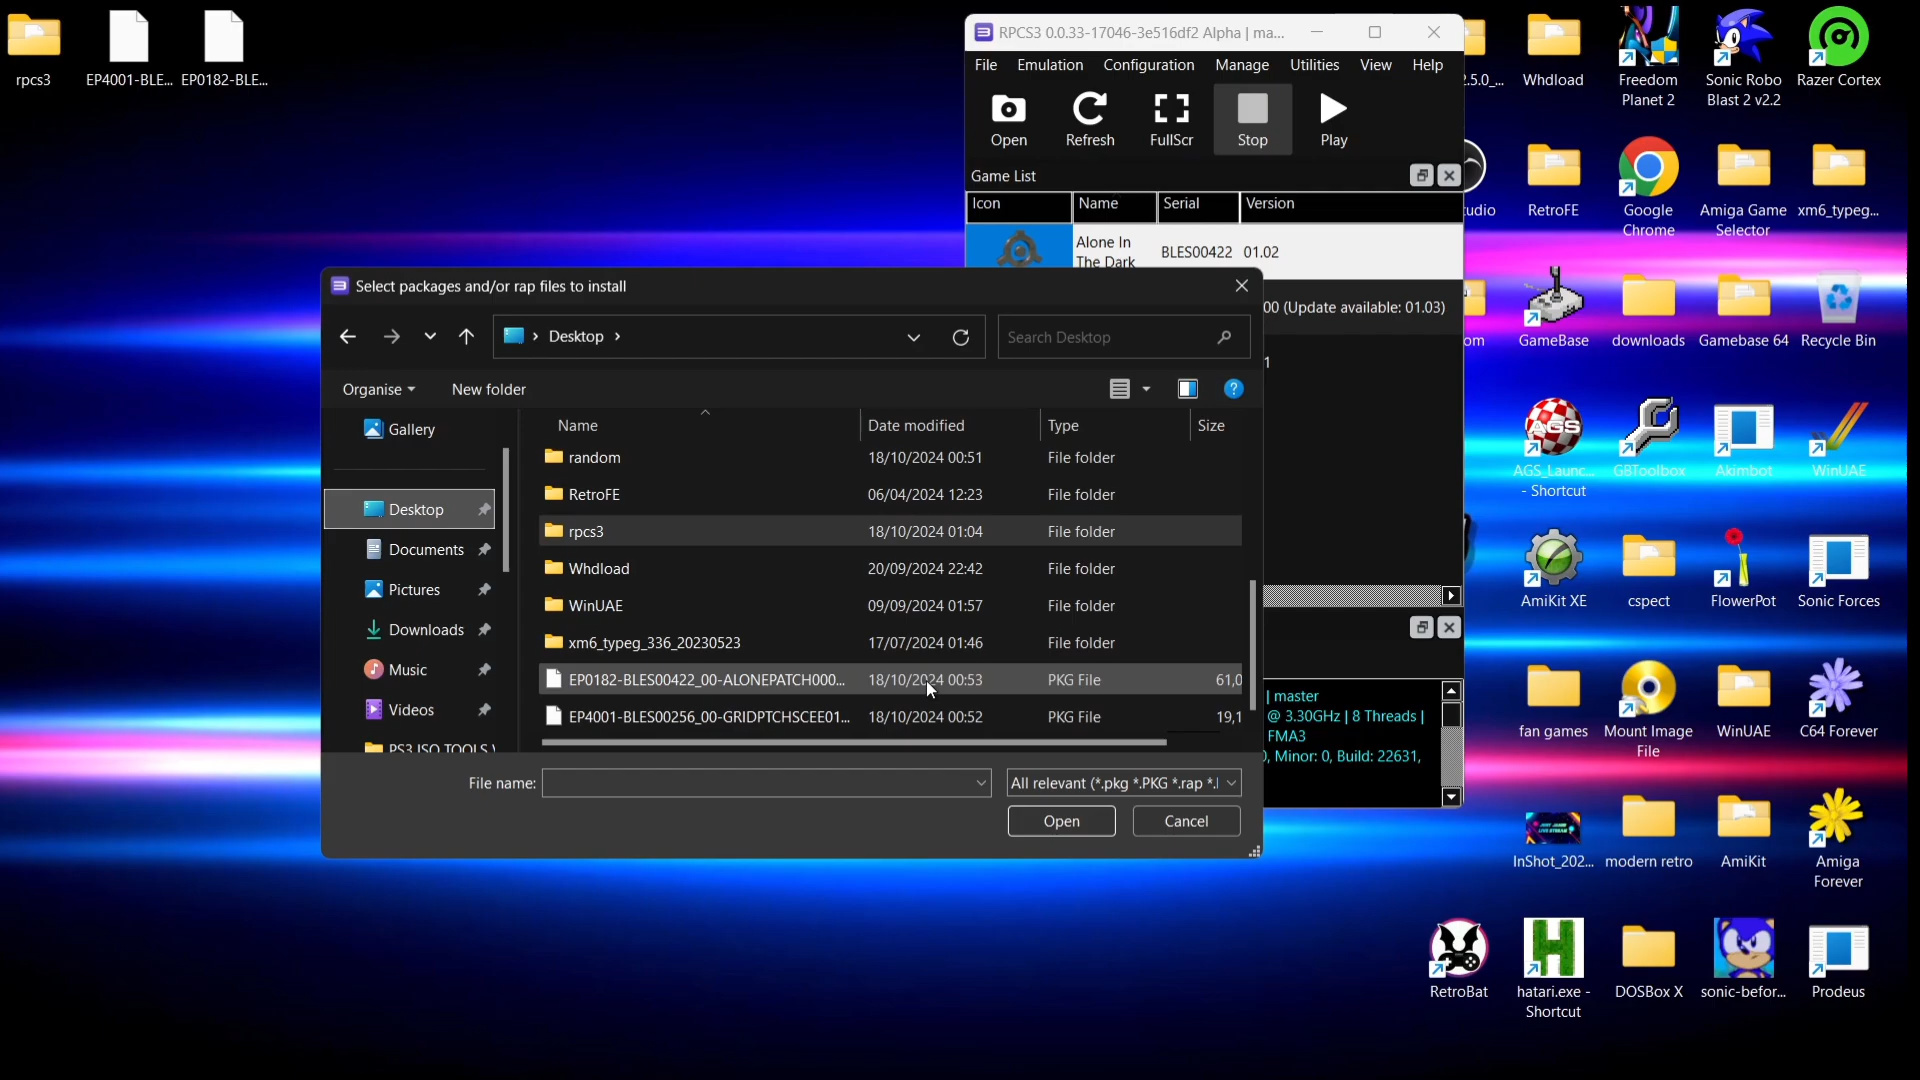 rpcs3
EP4001-BLE...
EP0182-BLE...
RPCS3 0.0.33-17046-3e516df2 Alpha | ma...
File Emulation Configuration Manage Utilities View Help
Open Refresh FullScr Stop Play
Game List
Icon Name Serial Version
Alone In
The Dark
BLES00422 01.02
00 (Update available: 01.03)
Select packages and/or rap files to install
Desktop
Search Desktop
Organise New folder
Name Date modified Type Size
Gallery
Desktop
Documents
Pictures
Downloads
Music
Videos
PS3 ISO TOOLS
random 18/10/2024 00:51 File folder
RetroFE 06/04/2024 12:23 File folder
rpcs3 18/10/2024 01:04 File folder
Whdload 20/09/2024 22:42 File folder
WinUAE 09/09/2024 01:57 File folder
xm6_typeg_336_20230523 17/07/2024 01:46 File folder
EP0182-BLES00422_00-ALONEPATCH000... 18/10/2024 00:53 PKG File 61,0
EP4001-BLES00256_00-GRIDPTCHSCEE01... 18/10/2024 00:52 PKG File 19,1
File name:
All relevant (*.pkg *.PKG *.rap *.
Open Cancel
| master
@ 3.30GHz | 8 Threads |
FMA3
Minor: 0, Build: 22631,
.5.0_...
Whdload
Freedom
Planet 2
Sonic Robo
Blast 2 v2.2
Razer Cortex
RetroFE
Google
Chrome
Amiga Game
Selector
xm6_typeg...
GameBase
downloads
Gamebase 64
Recycle Bin
AGS
AGS_Launc...
- Shortcut
GBToolbox
Akimbot
WinUAE
AmiKit XE
cspect
FlowerPot
Sonic Forces
fan games
Mount Image
File
WinUAE
C64 Forever
InShot_202...
modern retro
AmiKit
Amiga
Forever
RetroBat
hatari.exe -
Shortcut
DOSBox X
sonic-befor...
Prodeus